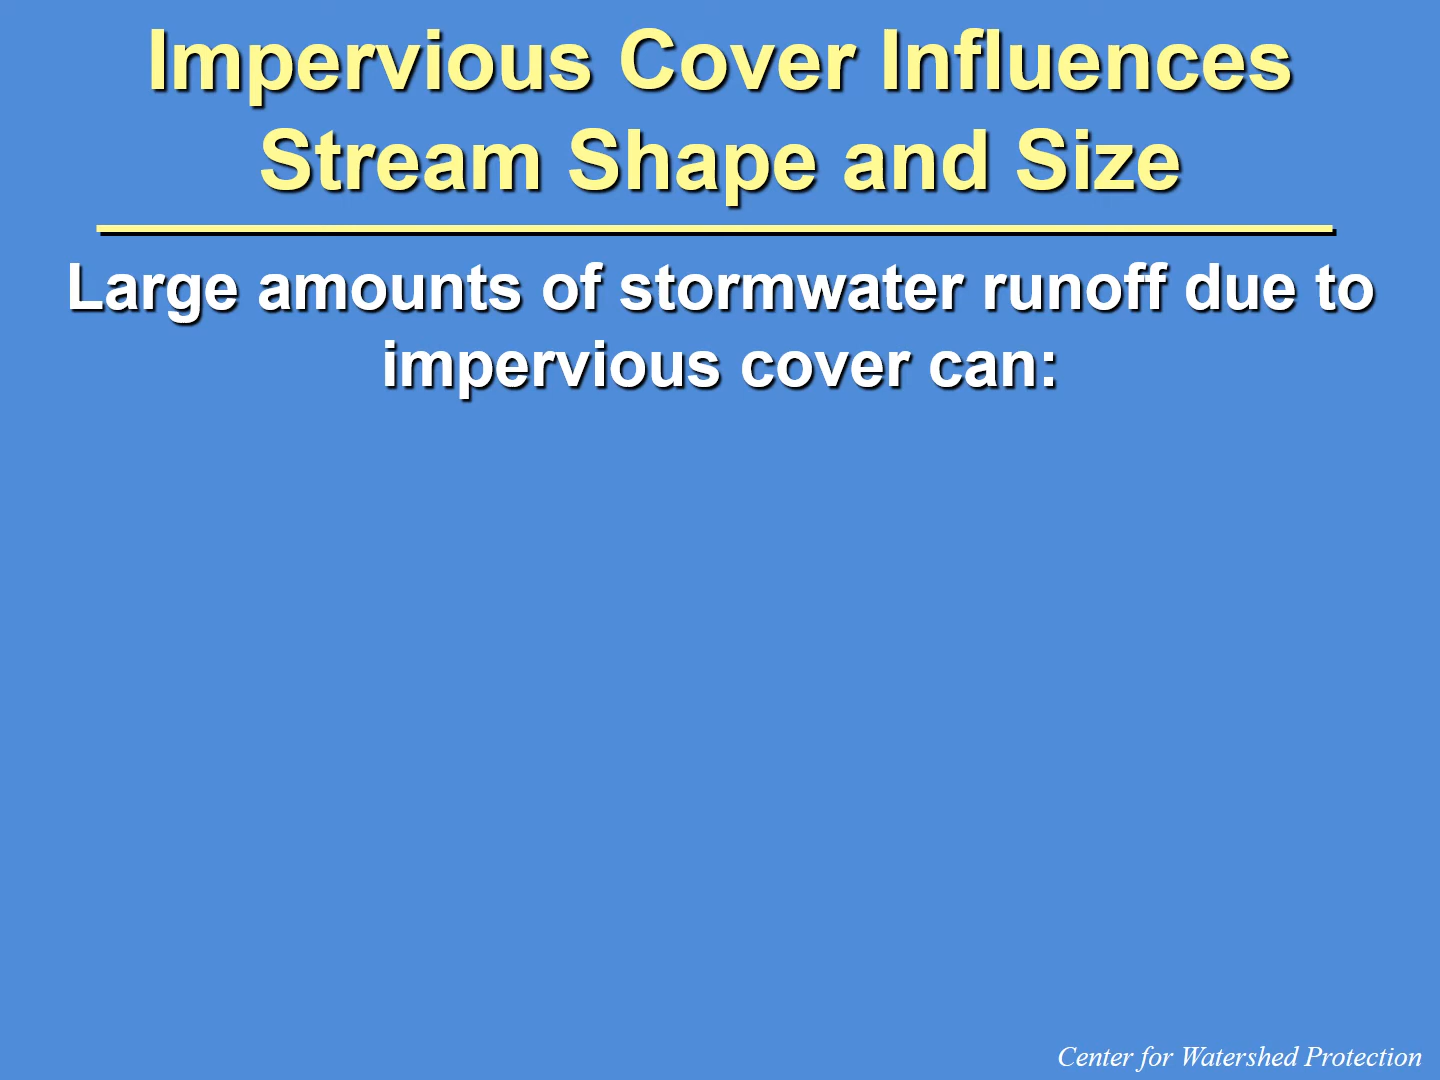 Impervious Cover Influences
Stream Shape and Size
Large amounts of stormwater runoff due to
impervious cover can:
Center for Watershed Protection